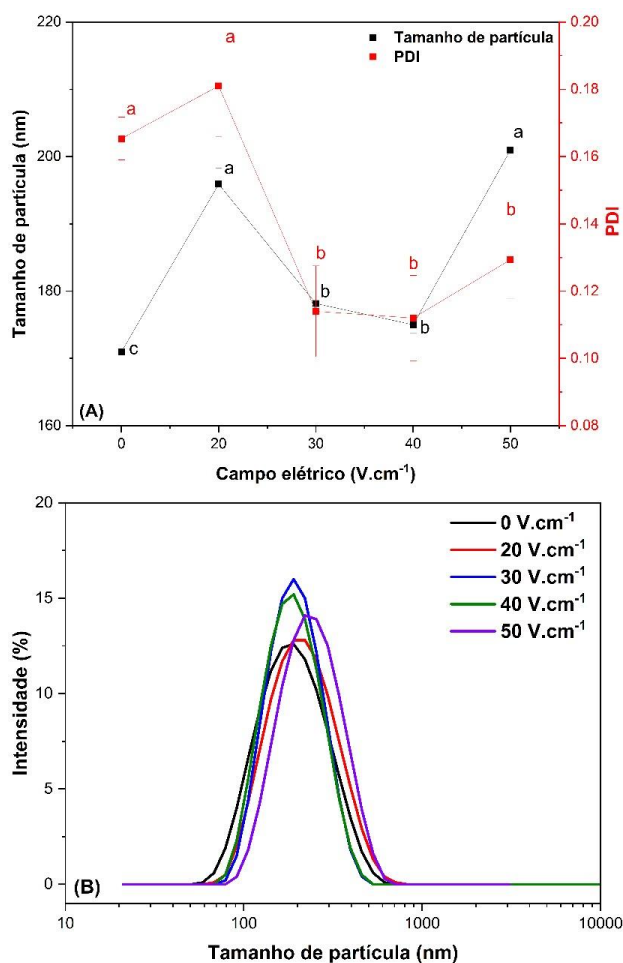 220
210
200
190
180
170
160
Tamanho de partícula (nm)
Tamanho de partícula
PDI
a
a
a
a
b
b
b
b
b
c
0.20
0.18
0.16
0.14
0.12
0.10
0.08
PDI
(A)
0 20 30 40 50
Campo elétrico (V.cm⁻¹)
20
15
10
5
0
Intensidade (%)
0 V.cm⁻¹
20 V.cm⁻¹
30 V.cm⁻¹
40 V.cm⁻¹
50 V.cm⁻¹
(B)
10 100 1000 10000
Tamanho de partícula (nm)